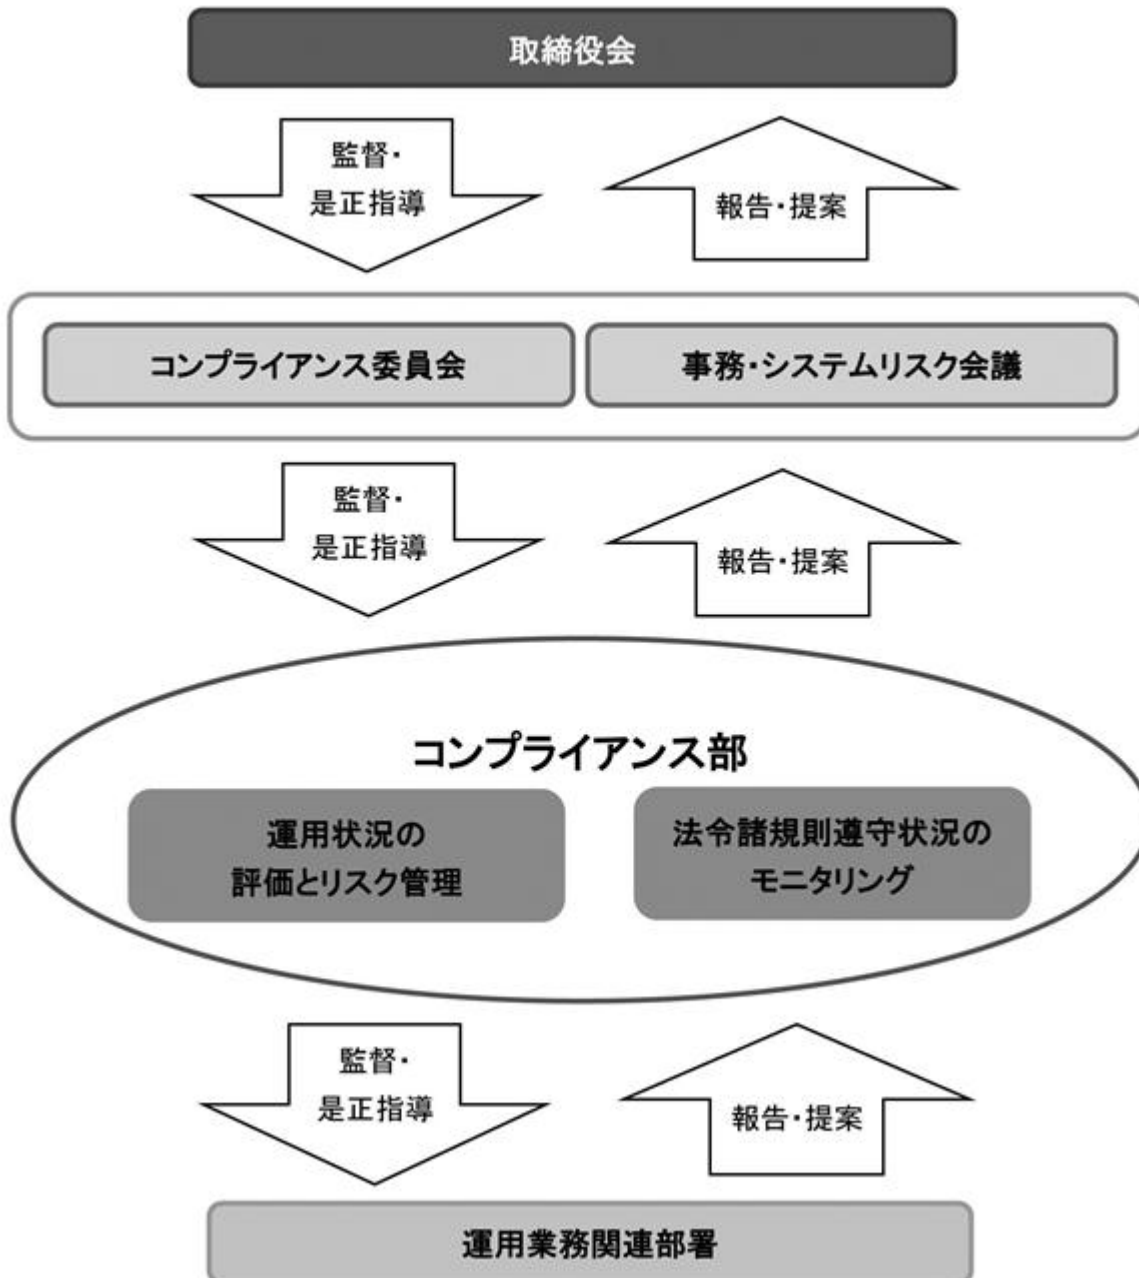 取締役会
監督・
是正指導
報告・提案
コンプライアンス委員会
事務・システムリスク会議
監督・
是正指導
報告・提案
コンプライアンス部
運用状況の
評価とリスク管理
法令諸規則遵守状況の
モニタリング
監督・
是正指導
報告・提案
運用業務関連部署